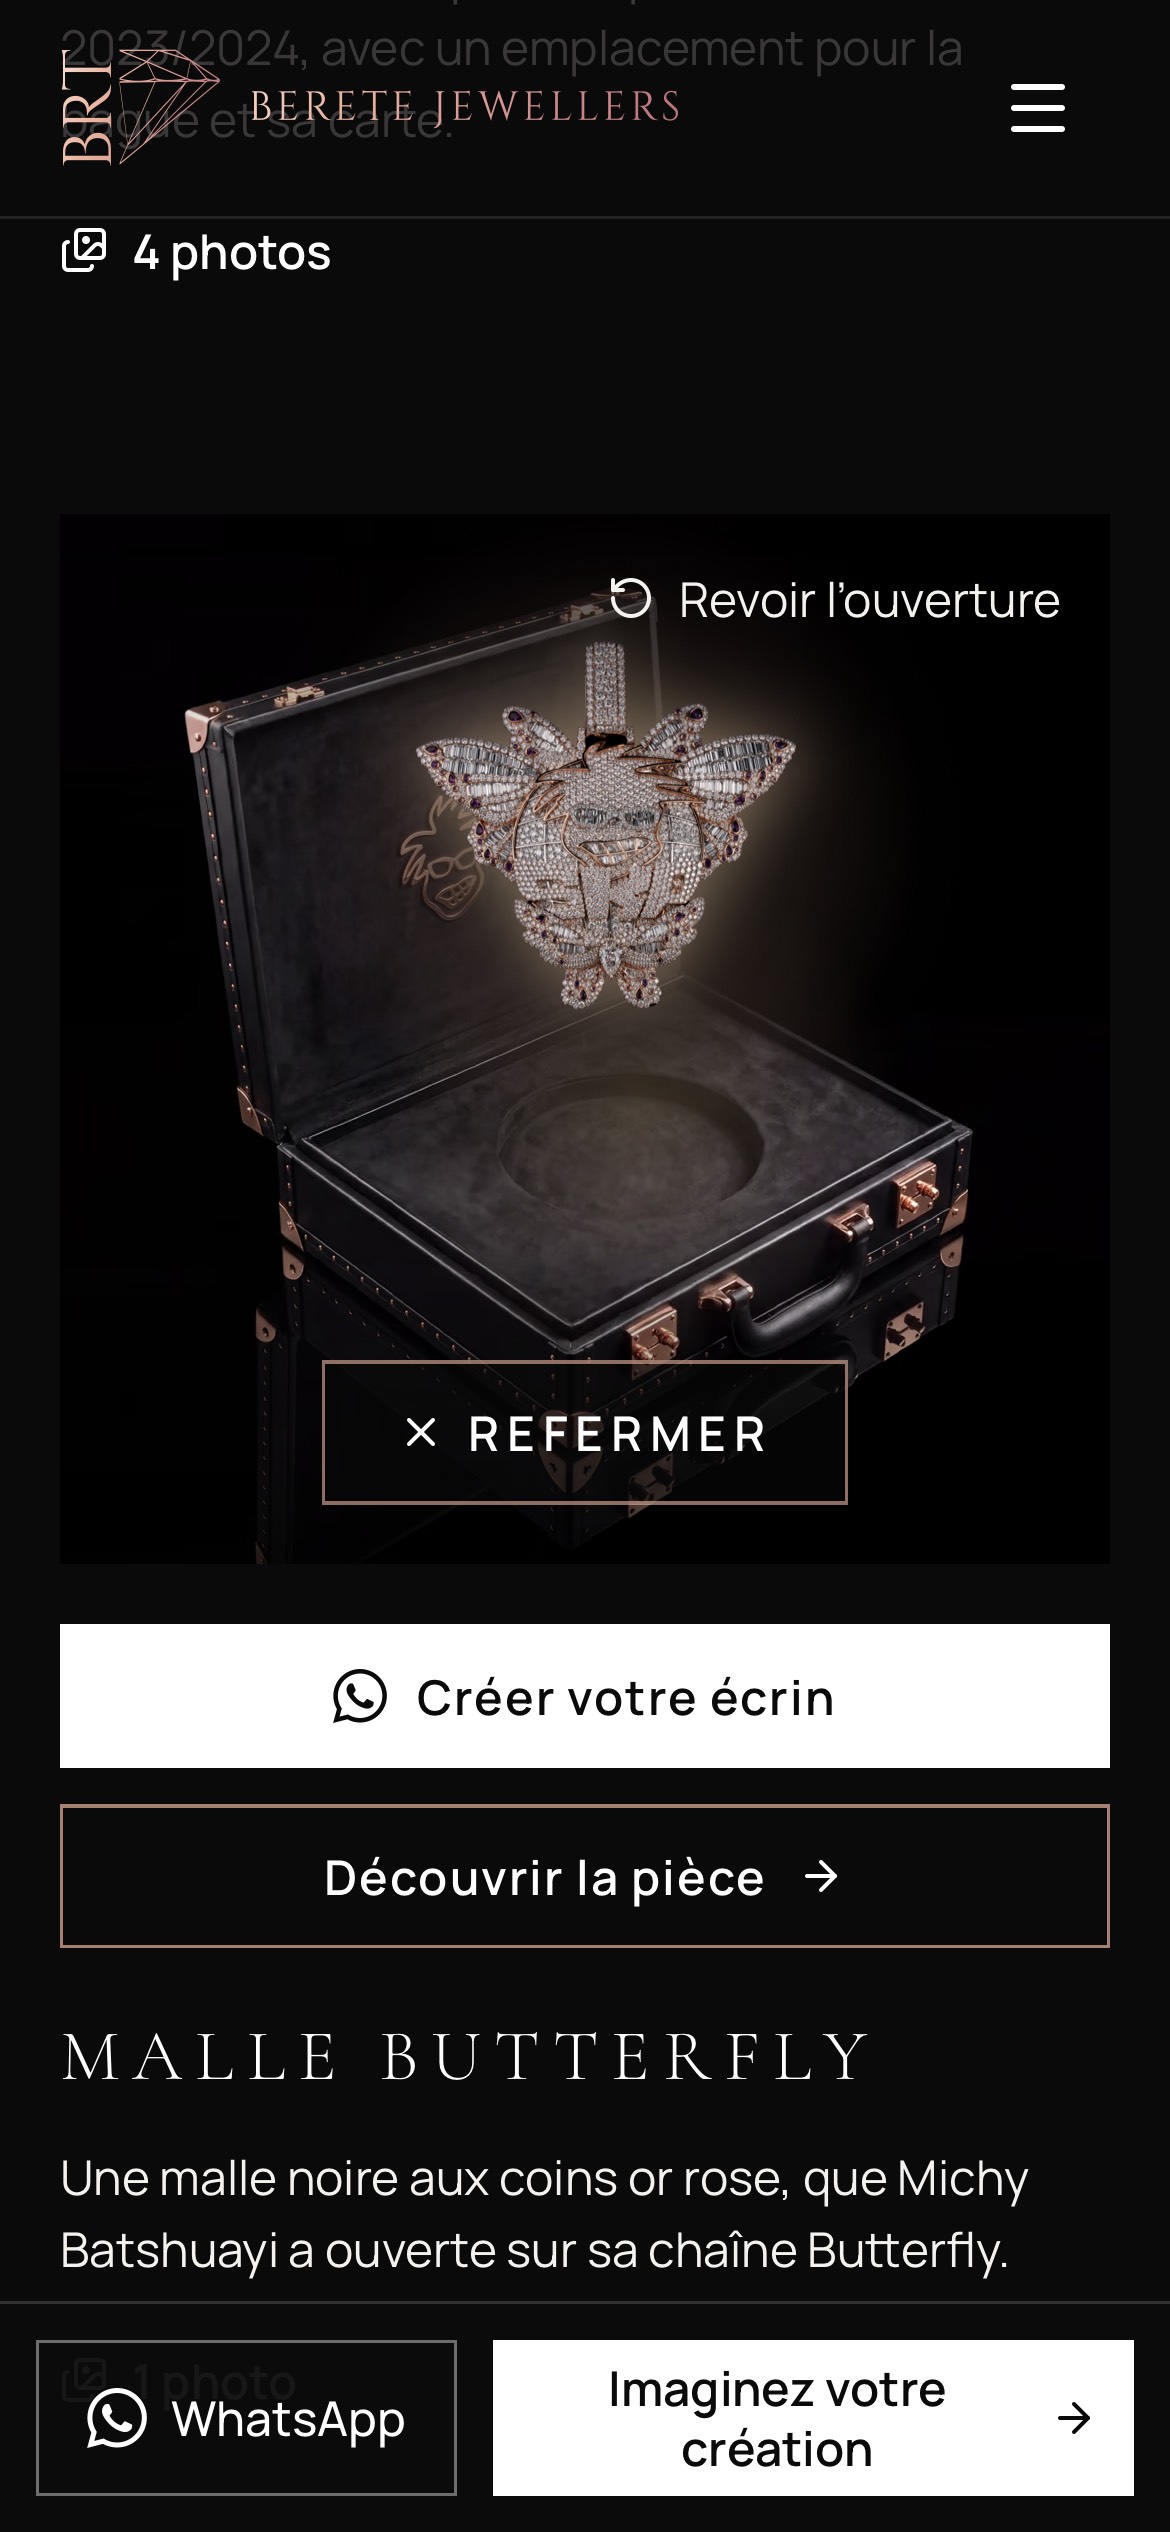 2023/2024, avec un emplacement pour la
bague et sa carte.
BRT
BERETE JEWELLERS
4 photos
Revoir l'ouverture
REFERMER
Créer votre écrin
Découvrir la pièce
MALLE BUTTERFLY
Une malle noire aux coins or rose, que Michy
Batshuayi a ouverte sur sa chaîne Butterfly.
1 photo
WhatsApp
Imaginez votre
création